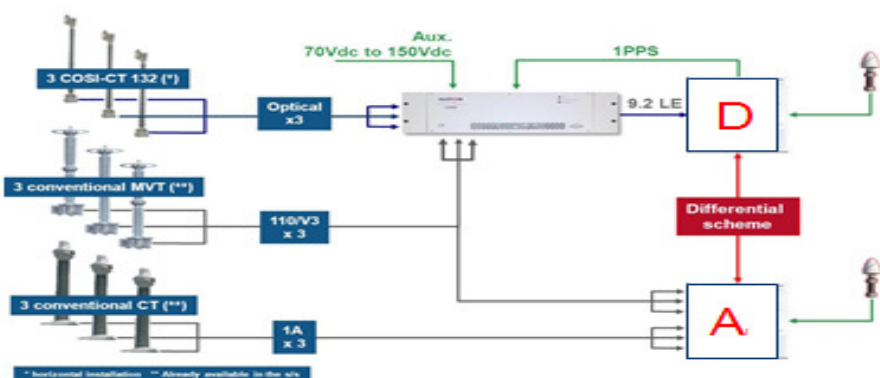 Aux.
70Vdc to 150Vdc
1PPS
3 COSI-CT 132 (*)
Optical
x3
9.2 LE
D
3 conventional MVT (**)
110/V3
x 3
Differential
scheme
3 conventional CT (**)
1A
x 3
A
* horizontal installation ** Already available in the s/s